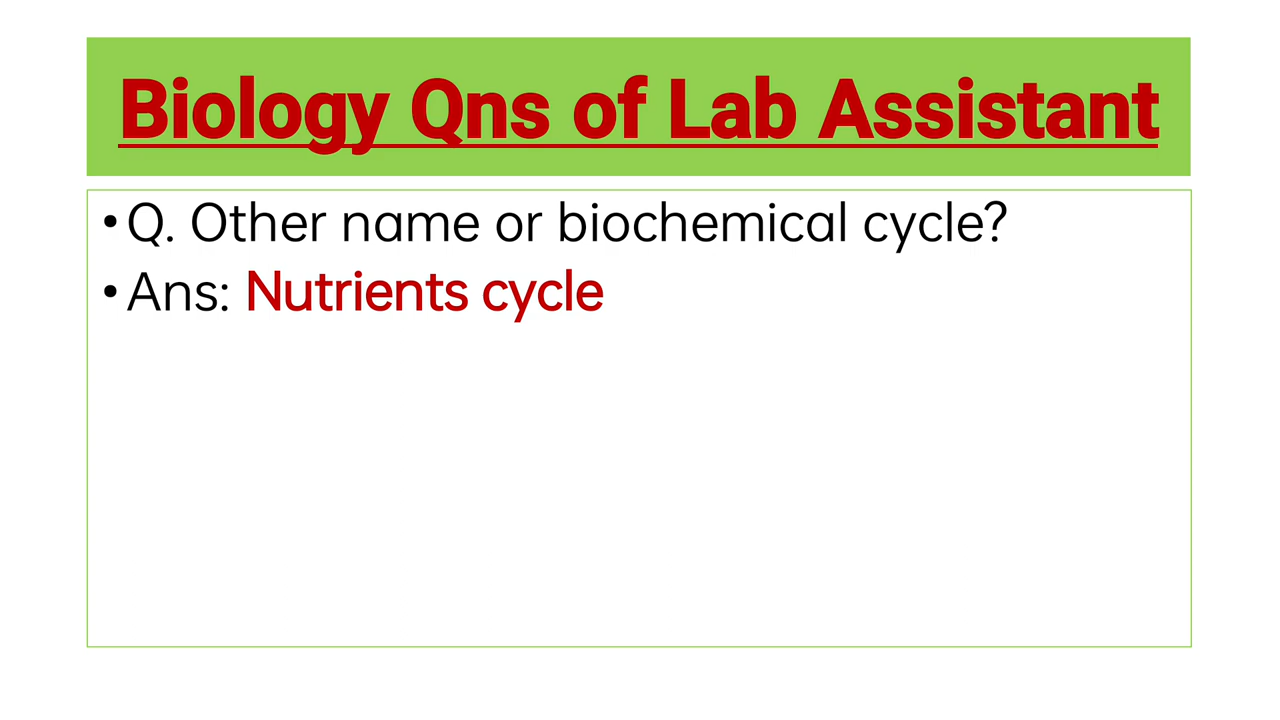 Biology Qns of Lab Assistant
• Q. Other name or biochemical cycle?
• Ans: Nutrients cycle